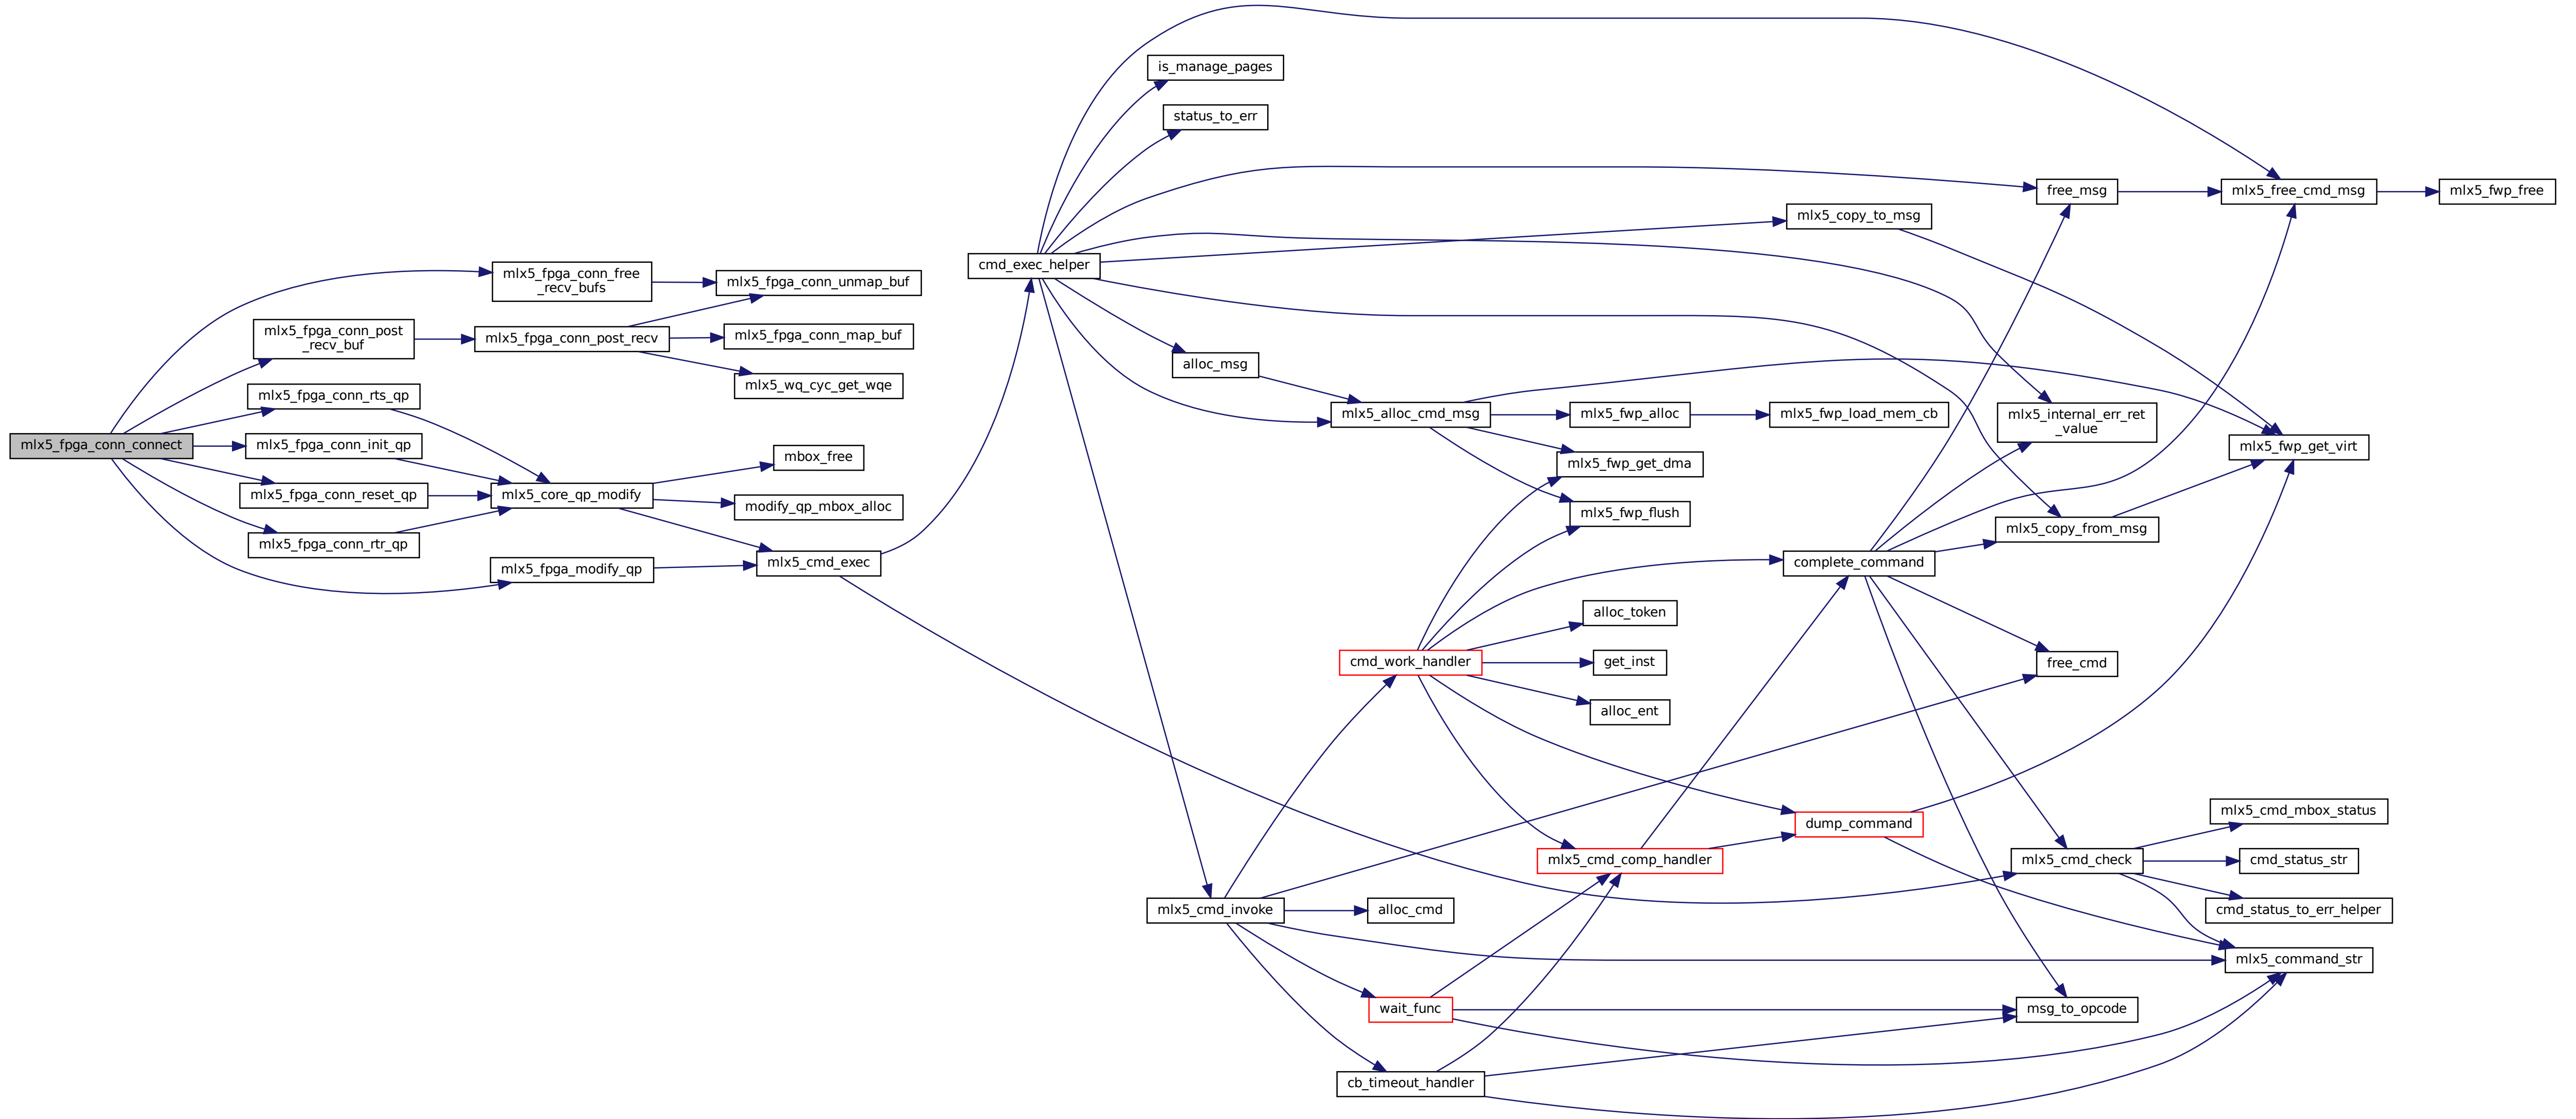 mlx5_fpga_conn_connect
mlx5_fpga_conn_free
_recv_bufs
mlx5_fpga_conn_unmap_buf
mlx5_fpga_conn_post
_recv_buf
mlx5_fpga_conn_post_recv
mlx5_fpga_conn_map_buf
mlx5_wq_cyc_get_wqe
mlx5_fpga_conn_rts_qp
mlx5_fpga_conn_init_qp
mlx5_fpga_conn_reset_qp
mlx5_fpga_conn_rtr_qp
mlx5_core_qp_modify
mbox_free
modify_qp_mbox_alloc
mlx5_fpga_modify_qp
mlx5_cmd_exec
cmd_exec_helper
is_manage_pages
status_to_err
free_msg
mlx5_free_cmd_msg
mlx5_fwp_free
mlx5_copy_to_msg
alloc_msg
mlx5_alloc_cmd_msg
mlx5_fwp_alloc
mlx5_fwp_load_mem_cb
mlx5_fwp_get_dma
mlx5_fwp_flush
mlx5_internal_err_ret
_value
mlx5_fwp_get_virt
mlx5_copy_from_msg
complete_command
alloc_token
cmd_work_handler
get_inst
alloc_ent
free_cmd
dump_command
mlx5_cmd_comp_handler
mlx5_cmd_check
mlx5_cmd_mbox_status
cmd_status_str
cmd_status_to_err_helper
mlx5_command_str
mlx5_cmd_invoke
alloc_cmd
wait_func
msg_to_opcode
cb_timeout_handler